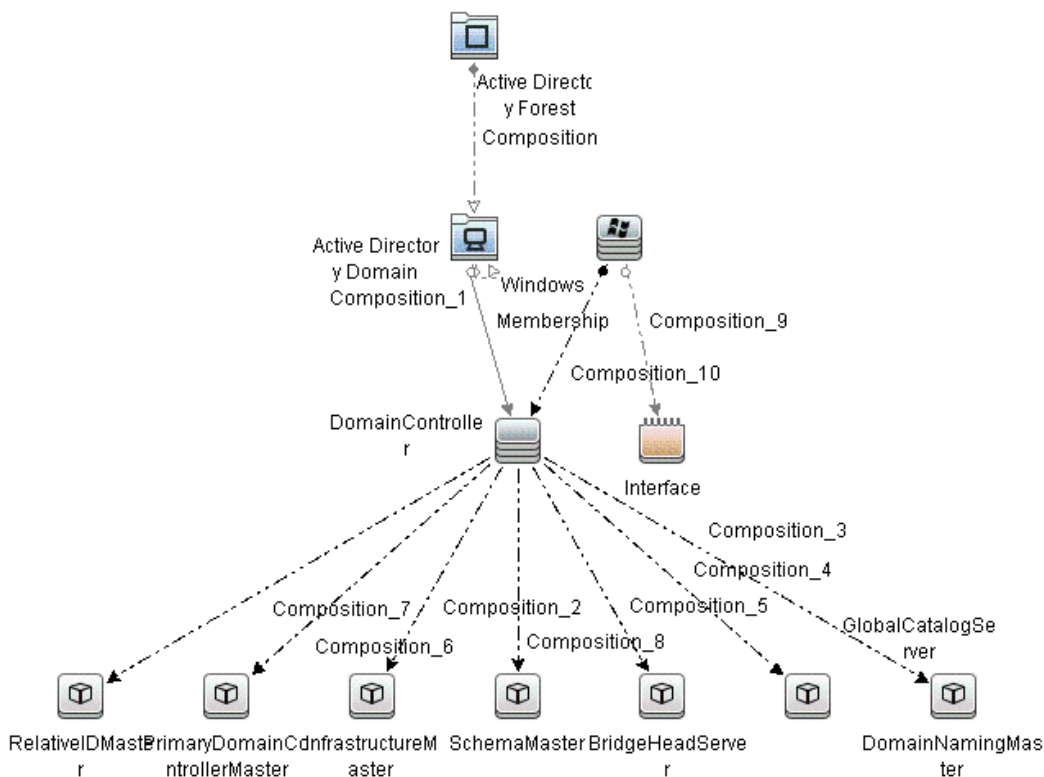 Active Directo
y Forest
Composition
Active Director
y Domain
Windows
Composition_1
Membership
Composition_9
Composition_10
DomainControlle
r
Interface
Composition_3
Composition_4
Composition_7
Composition_2
Composition_5
Composition_6
Composition_8
GlobalCatalogSe
rver
RelativeIDMaste
r
PrimaryDomainCo
ntrollerMaster
InfrastructureM
aster
SchemaMaster
BridgeHeadServe
r
DomainNamingMas
ter